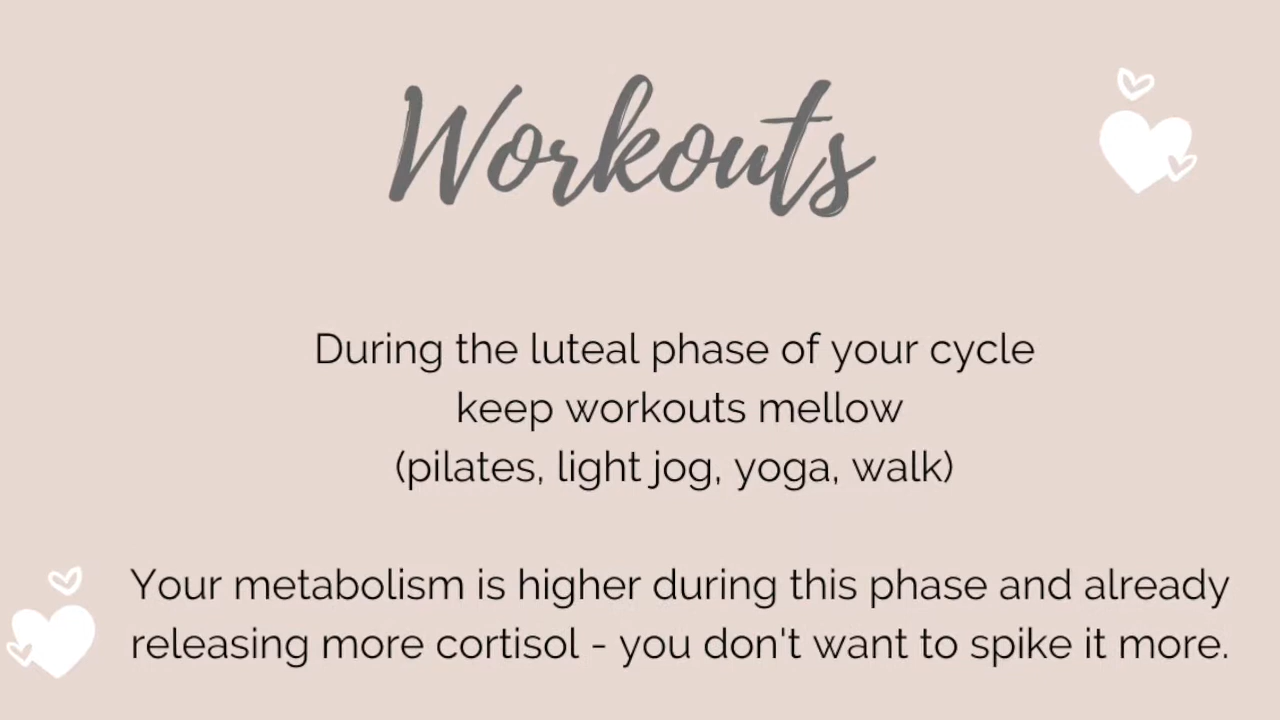 Workouts
During the luteal phase of your cycle
keep workouts mellow
(pilates, light jog, yoga, walk)
Your metabolism is higher during this phase and already
releasing more cortisol - you don't want to spike it more.